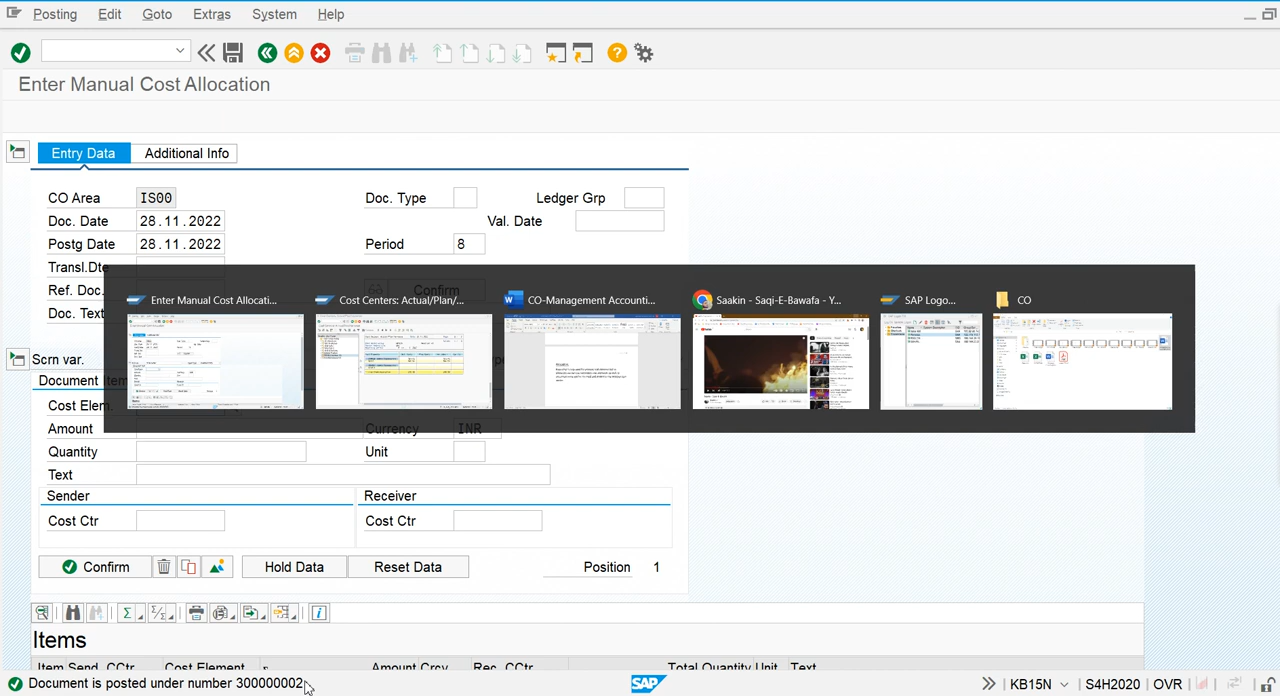 Posting Edit Goto Extras System Help
Enter Manual Cost Allocation
Entry Data Additional Info
CO Area IS00 Doc. Type Ledger Grp
Doc. Date 28.11.2022 Val. Date
Postg Date 28.11.2022 Period 8
Transl.Dte
Ref. Doc. Confirm
Doc. Text
Enter Manual Cost Allocati... Cost Centers: Actual/Plan/... CO-Management Accounti... Saakin - Saqi-E-Bawafa - Y... SAP Logo... CO
Scrn var.
Document Item
Cost Elem.
Amount Currency INR
Quantity Unit
Text
Sender Receiver
Cost Ctr Cost Ctr
Confirm Hold Data Reset Data Position 1
Items
Item Send. CCtr Cost Element Amount Crcy Rec. CCtr Total Quantity Unit Text
Document is posted under number 300000002 SAP KB15N S4H2020 OVR